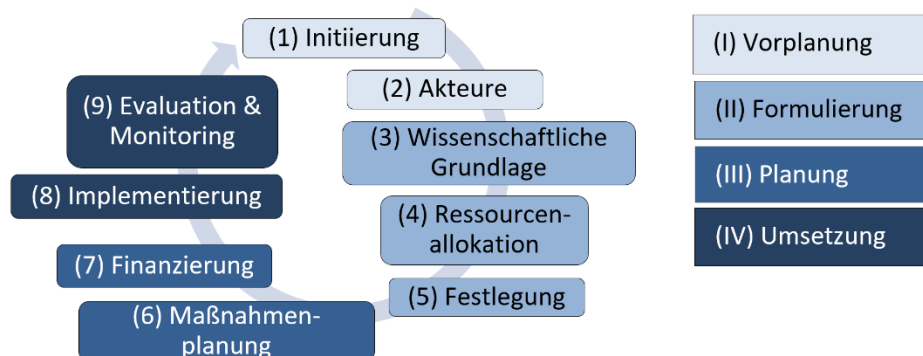 (1) Initiierung
(2) Akteure
(3) Wissenschaftliche
Grundlage
(4) Ressourcen-
allokation
(5) Festlegung
(6) Maßnahmen-
planung
(7) Finanzierung
(8) Implementierung
(9) Evaluation &
Monitoring
(I) Vorplanung
(II) Formulierung
(III) Planung
(IV) Umsetzung